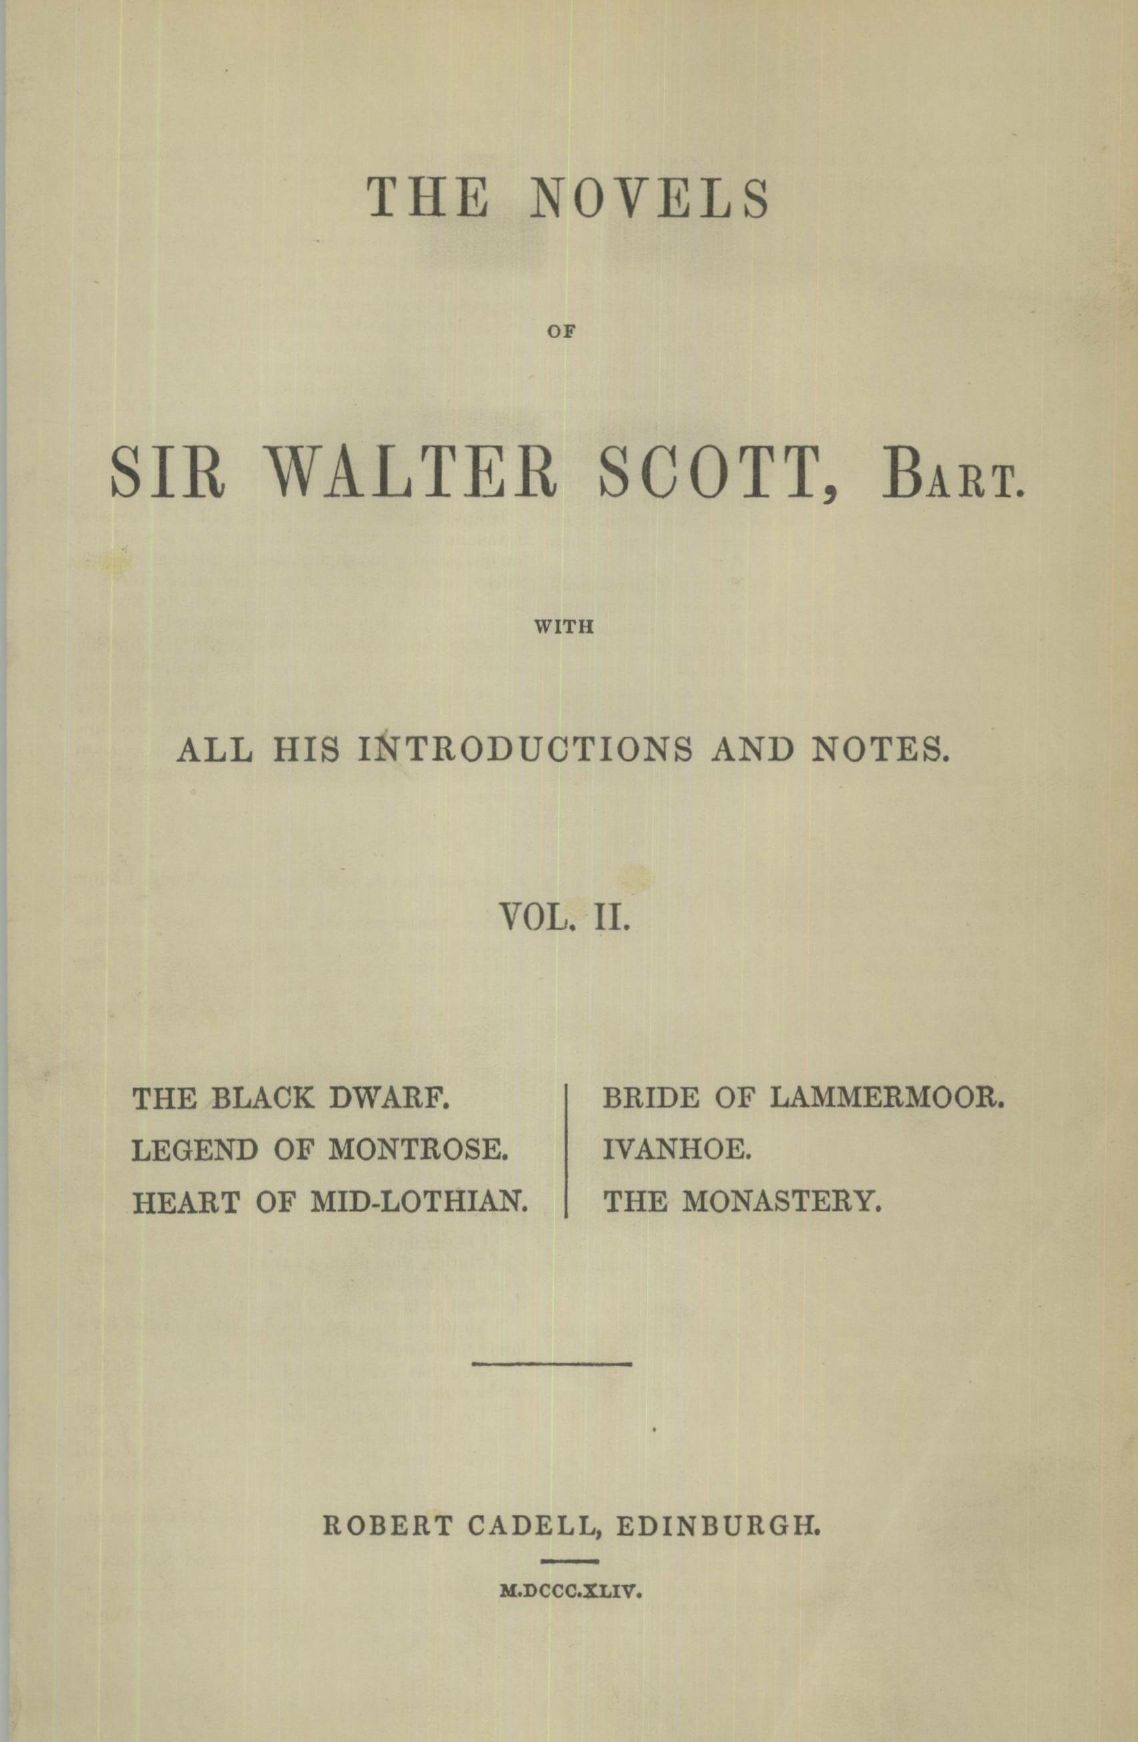 THE NOVELS
OF
SIR WALTER SCOTT, BART.
WITH
ALL HIS INTRODUCTIONS AND NOTES.
VOL. II.
THE BLACK DWARF.
LEGEND OF MONTROSE.
HEART OF MID-LOTHIAN.
BRIDE OF LAMMERMOOR.
IVANHOE.
THE MONASTERY.
ROBERT CADELL, EDINBURGH.
M.DCCC.XLIV.